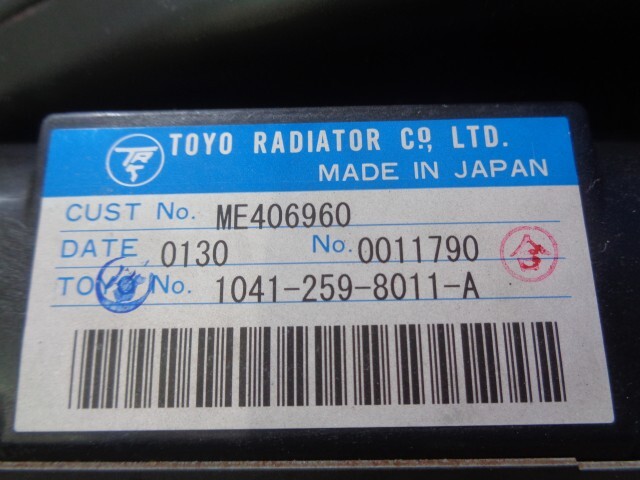 TOYO RADIATOR CO., LTD.
MADE IN JAPAN
CUST No. ME406960
DATE 0130 No. 0011790
TOYO No. 1041-259-8011-A